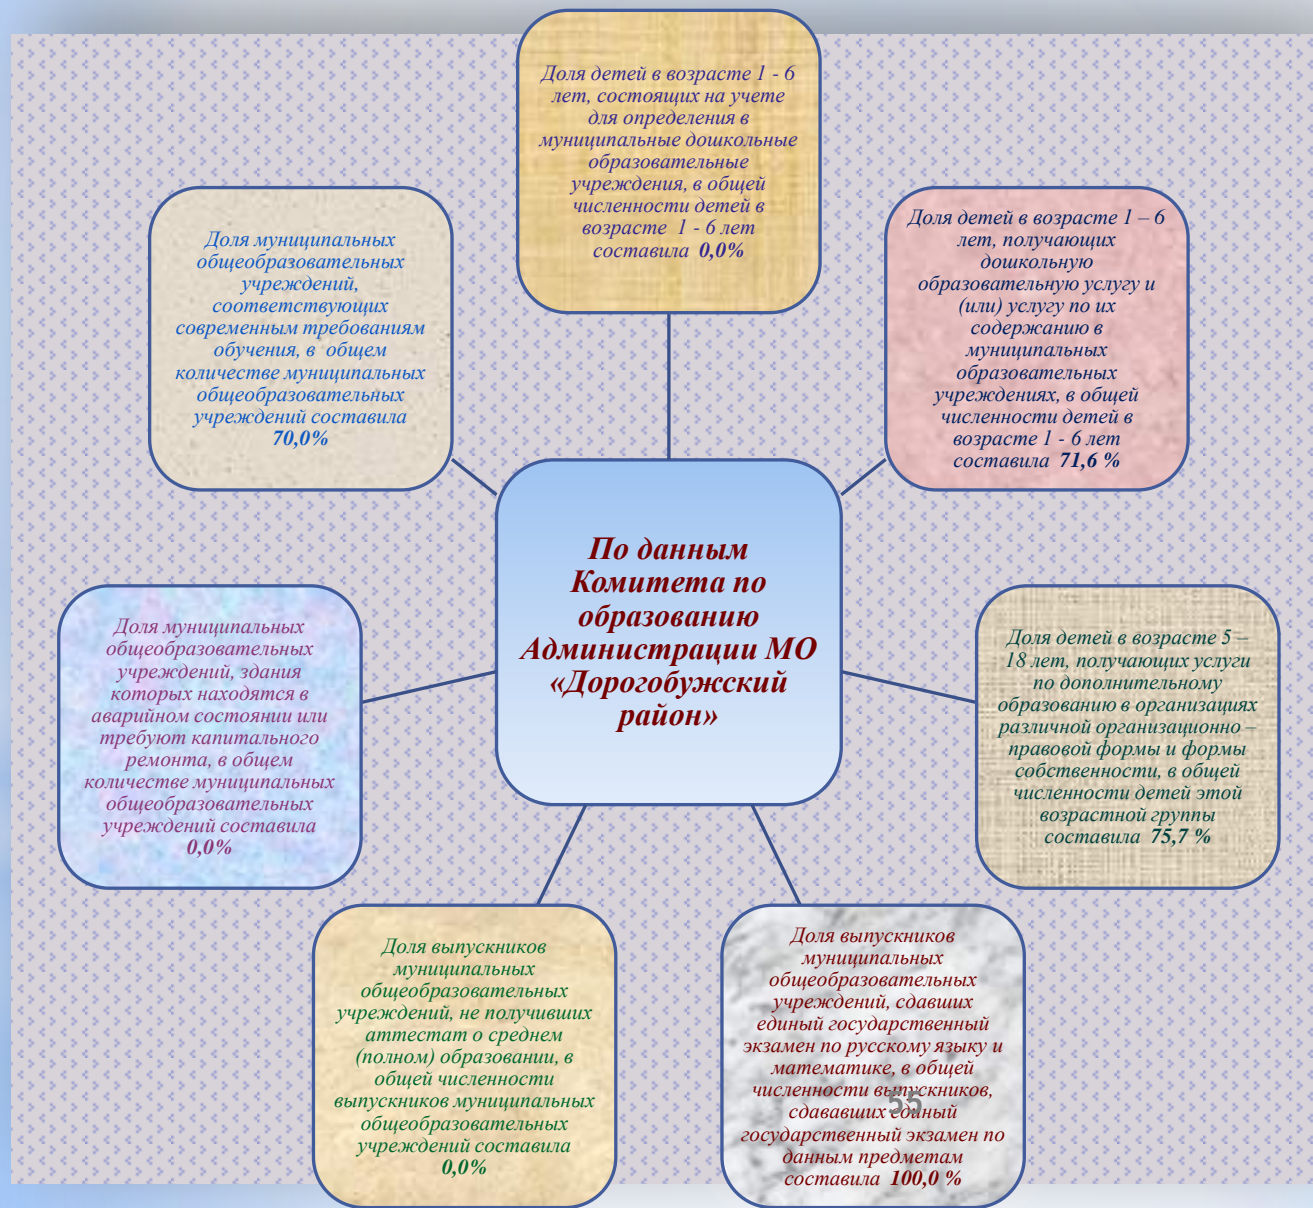 Доля детей в возрасте 1 - 6
лет, состоящих на учете
для определения в
муниципальные дошкольные
образовательные
учреждения, в общей
численности детей в
возрасте 1 - 6 лет
составила 0,0%
Доля детей в возрасте 1 – 6
лет, получающих
дошкольную
образовательную услугу и
(или) услугу по их
содержанию в
муниципальных
образовательных
учреждениях, в общей
численности детей в
возрасте 1 - 6 лет
составила 71,6 %
Доля детей в возрасте 5 –
18 лет, получающих услуги
по дополнительному
образованию в организациях
различной организационно –
правовой формы и формы
собственности, в общей
численности детей этой
возрастной группы
составила 75,7 %
Доля выпускников
муниципальных
общеобразовательных
учреждений, сдавших
единый государственный
экзамен по русскому языку и
математике, в общей
численности выпускников,
сдававших единый
государственный экзамен по
данным предметам
составила 100,0 %
55
Доля выпускников
муниципальных
общеобразовательных
учреждений, не получивших
аттестат о среднем
(полном) образовании, в
общей численности
выпускников муниципальных
общеобразовательных
учреждений составила
0,0%
Доля муниципальных
общеобразовательных
учреждений, здания
которых находятся в
аварийном состоянии или
требуют капитального
ремонта, в общем
количестве муниципальных
общеобразовательных
учреждений составила
0,0%
Доля муниципальных
общеобразовательных
учреждений,
соответствующих
современным требованиям
обучения, в общем
количестве муниципальных
общеобразовательных
учреждений составила
70,0%
По данным
Комитета по
образованию
Администрации МО
«Дорогобужский
район»